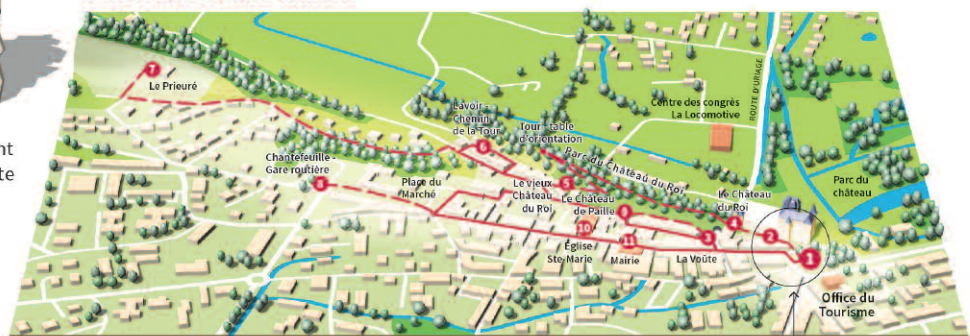 nt
te
7
Le Prieuré
Lavoir -
Chemin
de la Tour
6
Tour - table
d'orientation
Centre des congrès
La Locomotive
ROUTE D'URIAGE
Parc du
château
Chantefeuille -
Gare routière
8
Place du
Marché
Le vieux
Château
du Roi
5
Parc du Château du Roi
Le Château
de Paille
9
Le Château
du Roi
4
2
1
3
10
Église
Ste-Marie
11
Mairie
La Voûte
Office du
Tourisme